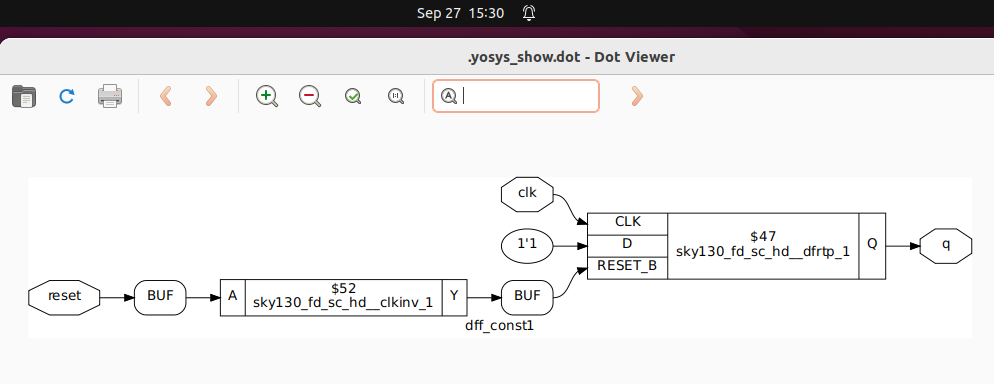 Sep 27 15:30
.yosys_show.dot - Dot Viewer
clk
CLK
1'1
D
$47
sky130_fd_sc_hd__dfrtp_1
Q
q
RESET_B
reset
BUF
A
$52
sky130_fd_sc_hd__clkinv_1
Y
BUF
dff_const1